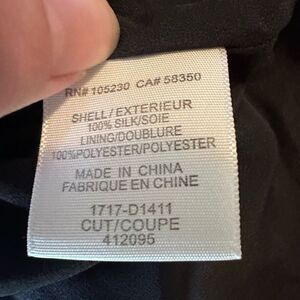 RN# 105230 CA# 58350
SHELL/EXTERIEUR
100% SILK/SOIE
LINING/DOUBLURE
100%POLYESTER/POLYESTER
MADE IN CHINA
FABRIQUE EN CHINE
1717-D1411
CUT/COUPE
412095